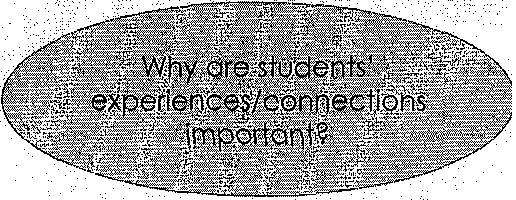 Why are students'
experiences/connections
important?